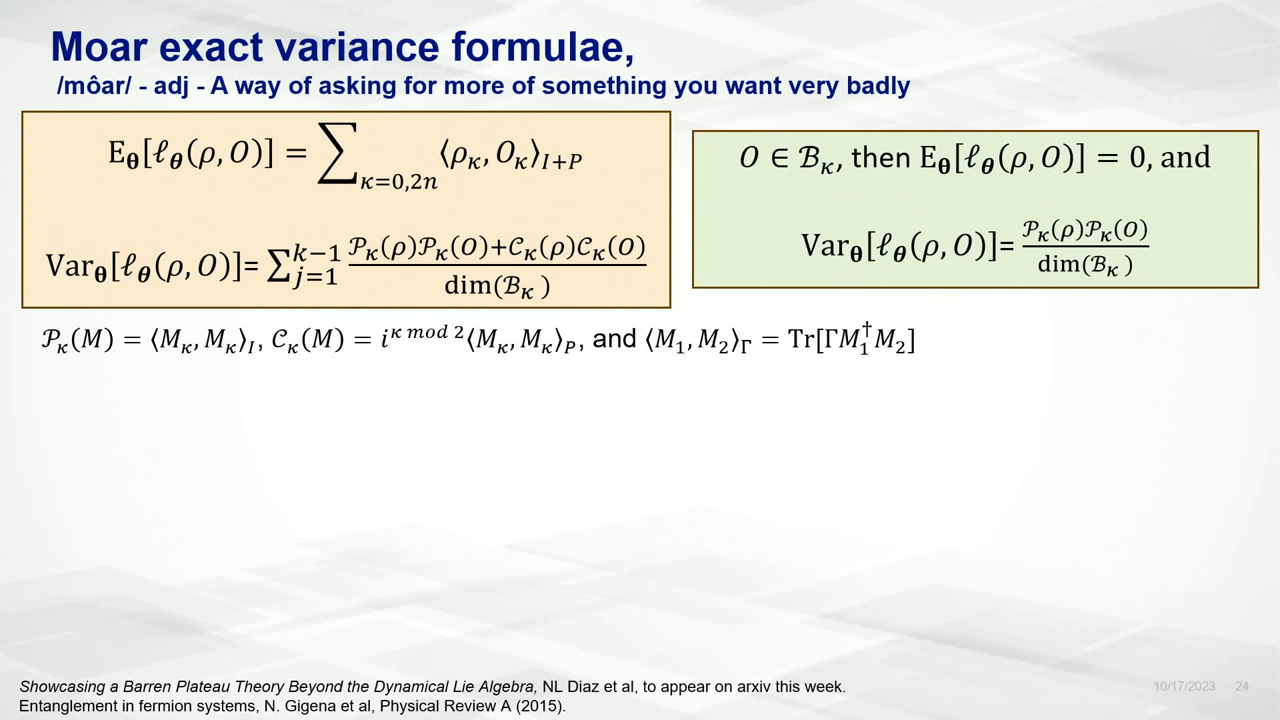 Moar exact variance formulae,
/môar/ - adj - A way of asking for more of something you want very badly
E_𝛉[ℓ_𝜽(ρ, O)] = ∑_{κ=0,2n} ⟨ρ_κ, O_κ⟩_{I+P}
Var_𝛉[ℓ_𝜽(ρ, O)]= ∑_{j=1}^{k−1} (𝒫_κ(ρ)𝒫_κ(O)+𝒞_κ(ρ)𝒞_κ(O))/(dim(ℬ_κ ))
O ∈ ℬ_κ, then E_𝛉[ℓ_𝜽(ρ, O)] = 0, and
Var_𝛉[ℓ_𝜽(ρ, O)]= (𝒫_κ(ρ)𝒫_κ(O))/(dim(ℬ_κ ))
𝒫_κ(M) = ⟨M_κ, M_κ⟩_I, 𝒞_κ(M) = i^{κ mod 2}⟨M_κ, M_κ⟩_P, and ⟨M_1, M_2⟩_Γ = Tr[ΓM_1^†M_2]
Showcasing a Barren Plateau Theory Beyond the Dynamical Lie Algebra, NL Diaz et al, to appear on arxiv this week.
Entanglement in fermion systems, N. Gigena et al, Physical Review A (2015).
10/17/2023 24